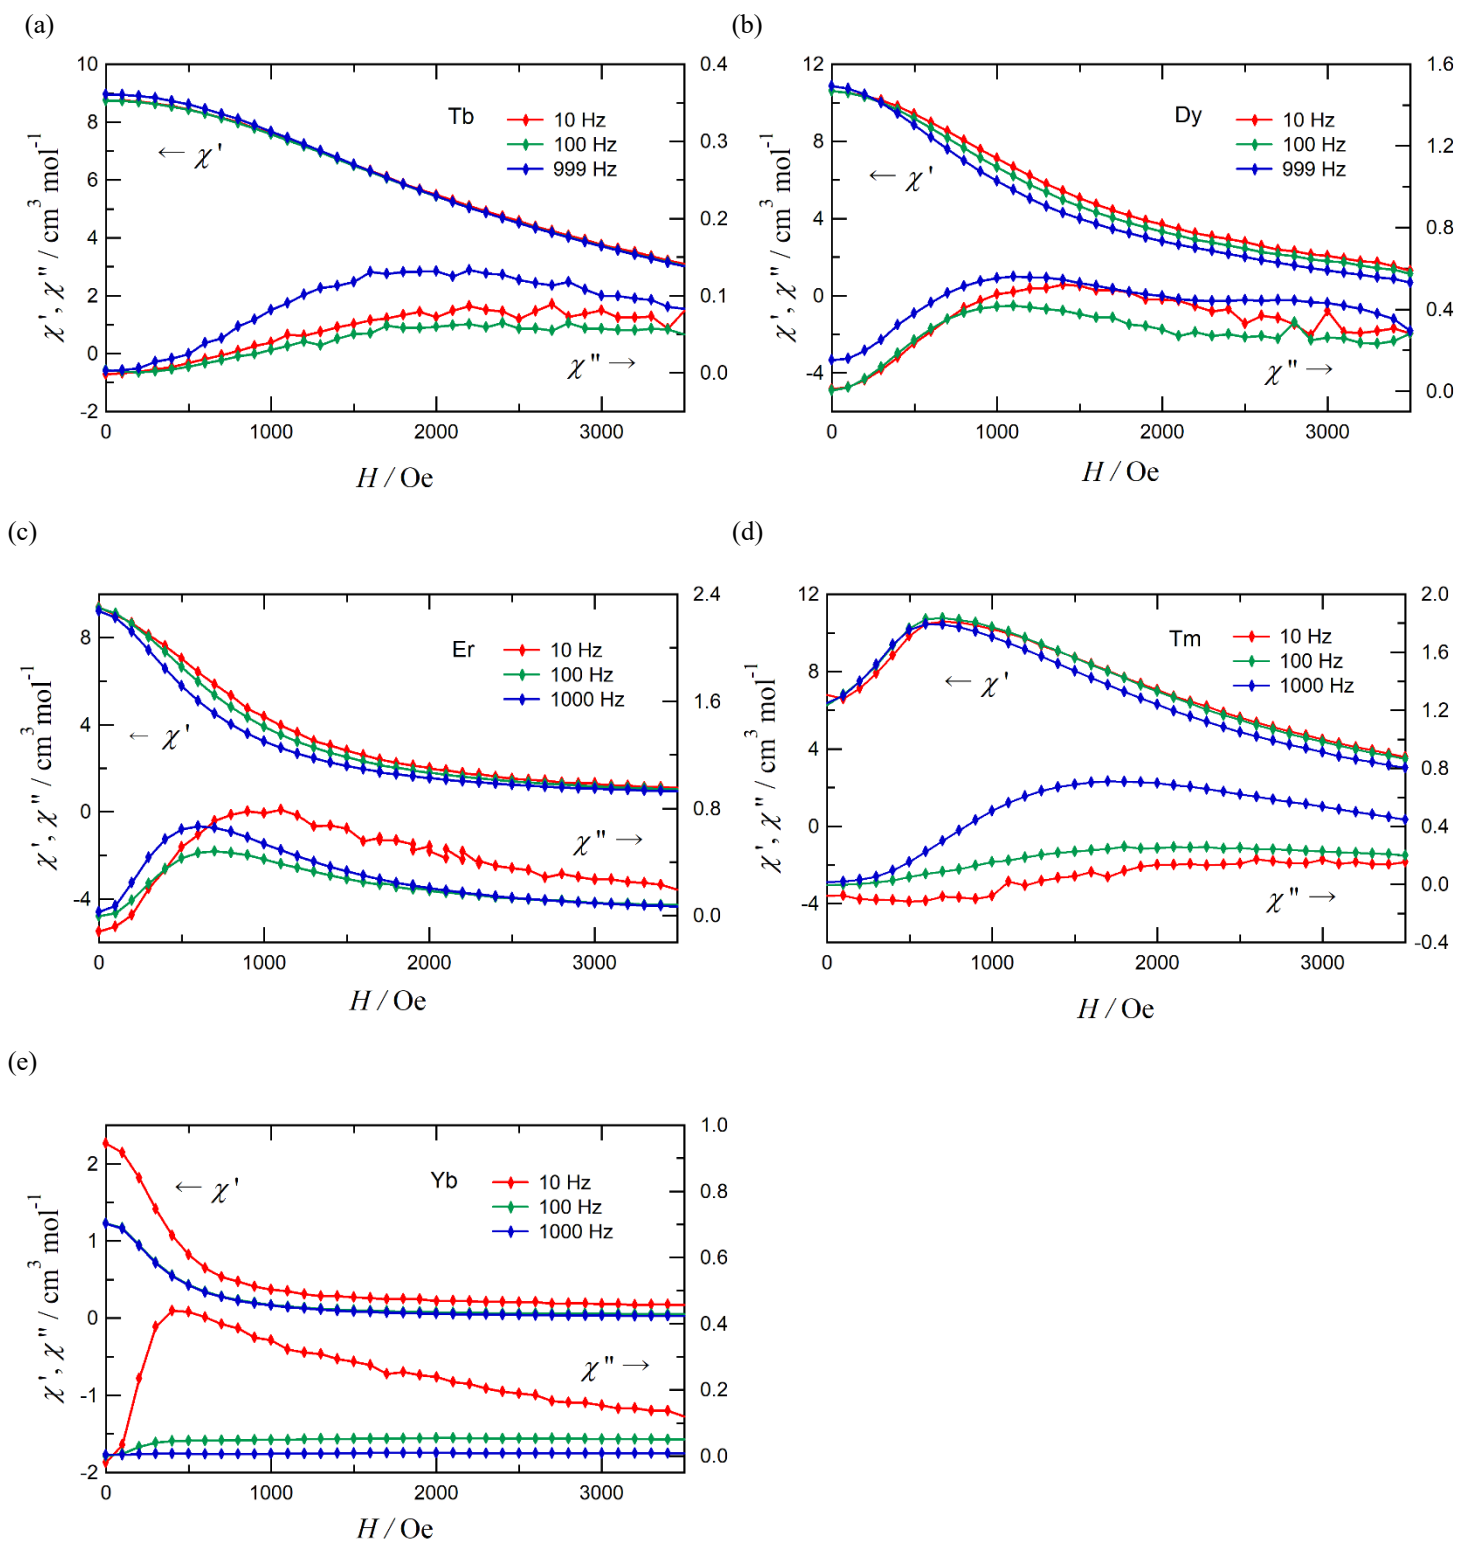 (a)
10
8
6
4
2
0
-2
0.4
0.3
0.2
0.1
0.0
Tb
10 Hz
100 Hz
999 Hz
← χ'
χ" →
χ', χ" / cm³ mol⁻¹
0 1000 2000 3000
H / Oe
(b)
12
8
4
0
-4
1.6
1.2
0.8
0.4
0.0
Dy
10 Hz
100 Hz
999 Hz
← χ'
χ" →
χ', χ" / cm³ mol⁻¹
0 1000 2000 3000
H / Oe
(c)
8
4
0
-4
2.4
1.6
0.8
0.0
Er
10 Hz
100 Hz
1000 Hz
← χ'
χ" →
χ', χ" / cm³ mol⁻¹
0 1000 2000 3000
H / Oe
(d)
12
8
4
0
-4
2.0
1.6
1.2
0.8
0.4
0.0
-0.4
Tm
10 Hz
100 Hz
1000 Hz
← χ'
χ" →
χ', χ" / cm³ mol⁻¹
0 1000 2000 3000
H / Oe
(e)
2
1
0
-1
-2
1.0
0.8
0.6
0.4
0.2
0.0
Yb
10 Hz
100 Hz
1000 Hz
← χ'
χ" →
χ', χ" / cm³ mol⁻¹
0 1000 2000 3000
H / Oe